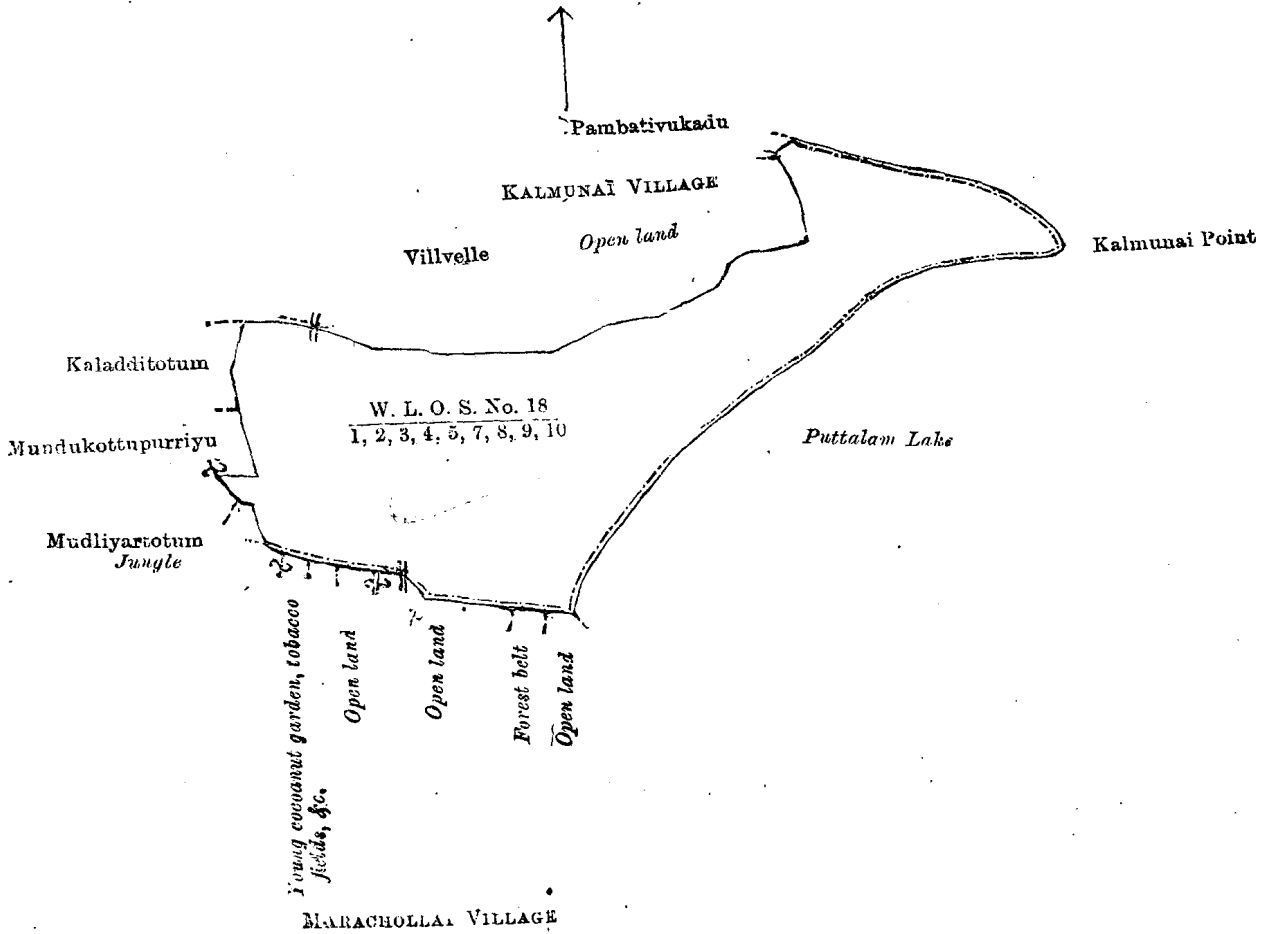 Pambativukadu
KALMUNAI VILLAGE
Open land
Villvelle
Kalmunai Point
Kaladditotum
W. L. O. S. No. 18
1, 2, 3, 4, 5, 7, 8, 9, 10
Mundukottupurriyu
Puttalam Lake
Mudliyartotum
Jungle
Young cocoanut garden, tobacco
fields, &c.
Open land
Open land
Forest belt
Open land
MARACHOLLAI VILLAGE